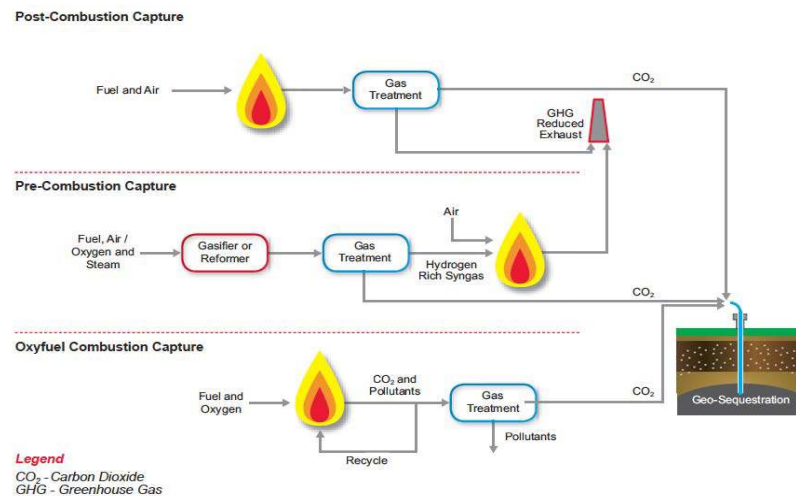 Post-Combustion Capture
Fuel and Air
Gas
Treatment
CO₂
GHG
Reduced
Exhaust
Pre-Combustion Capture
Air
Fuel, Air /
Oxygen and
Steam
Gasifier or
Reformer
Gas
Treatment
Hydrogen
Rich Syngas
CO₂
Oxyfuel Combustion Capture
Fuel and
Oxygen
CO₂ and
Pollutants
Gas
Treatment
CO₂
Pollutants
Recycle
Geo-Sequestration
Legend
CO₂ - Carbon Dioxide
GHG - Greenhouse Gas